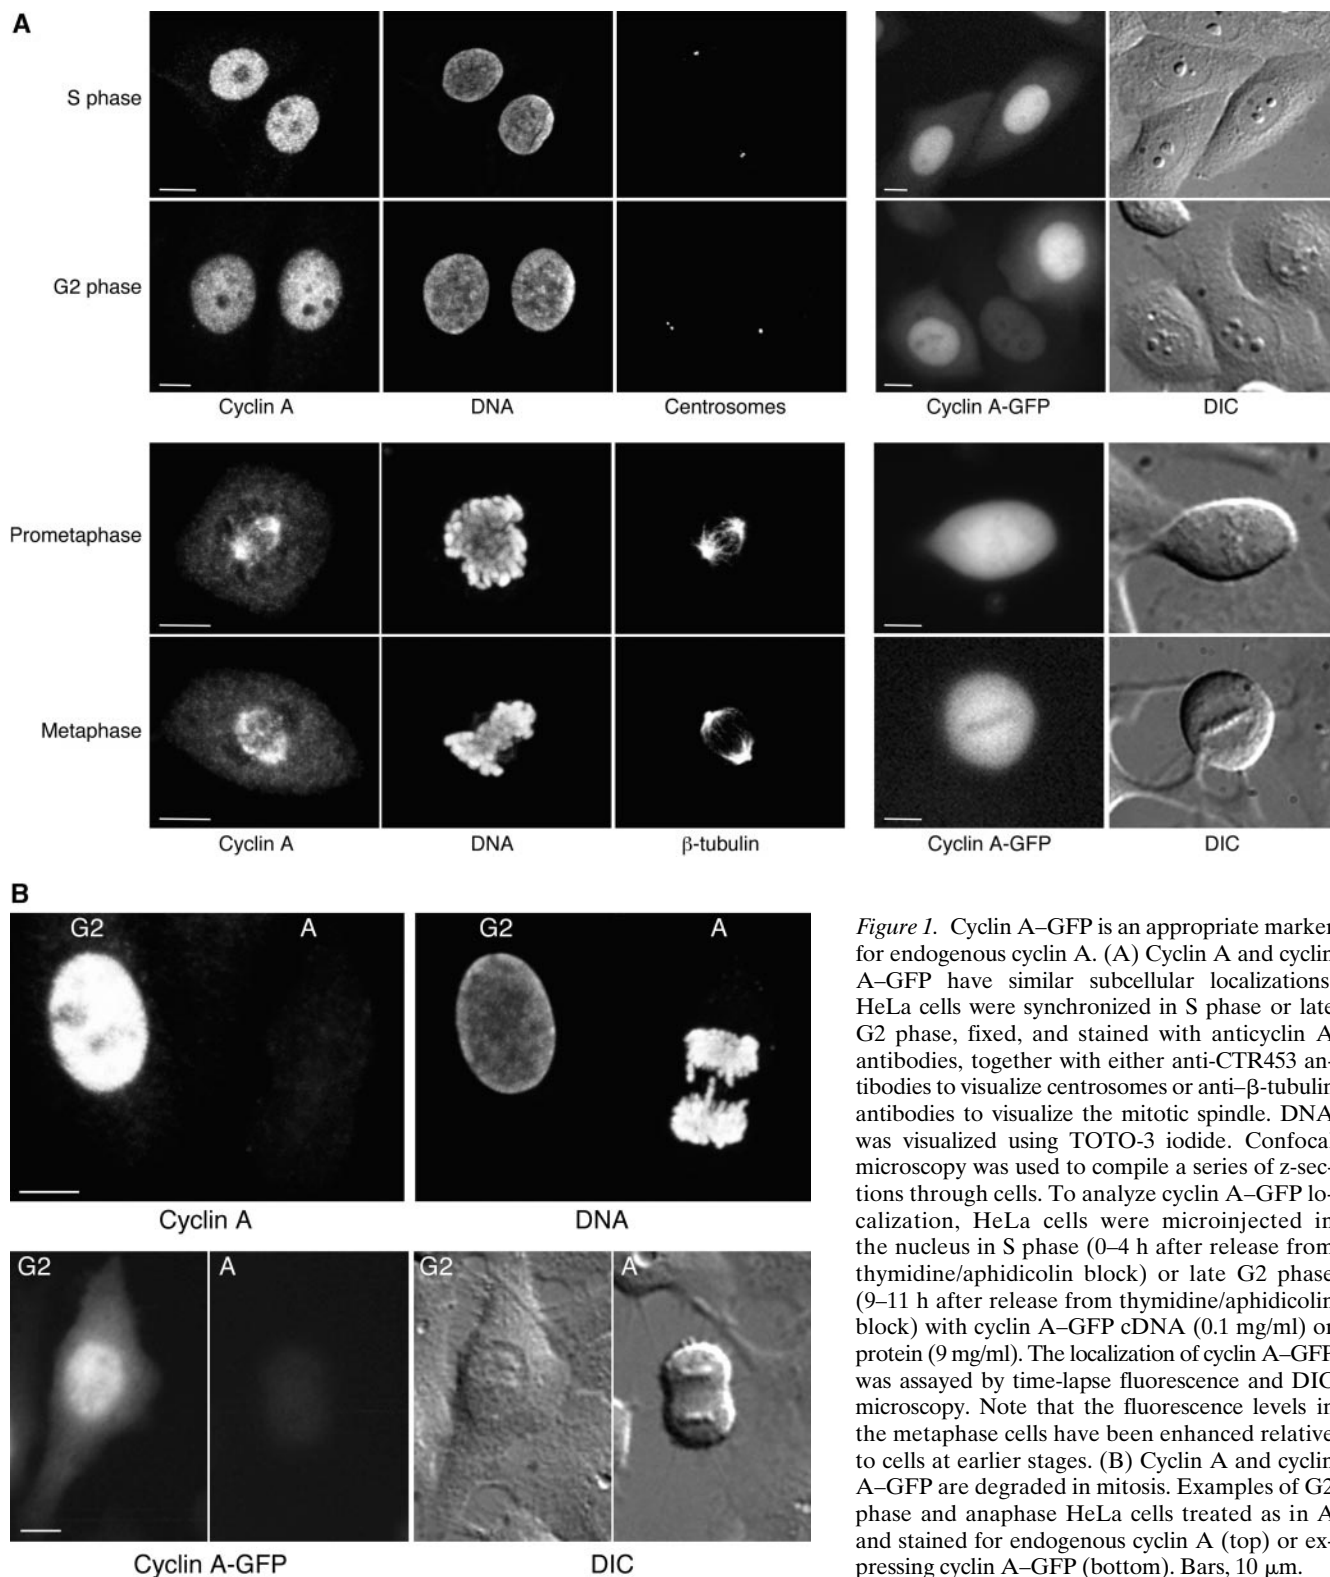 A
S phase
G2 phase
Cyclin A
DNA
Centrosomes
Cyclin A-GFP
DIC
Prometaphase
Metaphase
Cyclin A
DNA
β-tubulin
Cyclin A-GFP
DIC
B
G2
A
G2
A
Cyclin A
DNA
G2
A
G2
A
Cyclin A-GFP
DIC
Figure 1. Cyclin A–GFP is an appropriate marker
for endogenous cyclin A. (A) Cyclin A and cyclin
A–GFP have similar subcellular localizations
HeLa cells were synchronized in S phase or late
G2 phase, fixed, and stained with anticyclin A
antibodies, together with either anti-CTR453 an-
tibodies to visualize centrosomes or anti–β-tubulin
antibodies to visualize the mitotic spindle. DNA
was visualized using TOTO-3 iodide. Confocal
microscopy was used to compile a series of z-sec-
tions through cells. To analyze cyclin A–GFP lo-
calization, HeLa cells were microinjected in
the nucleus in S phase (0–4 h after release from
thymidine/aphidicolin block) or late G2 phase
(9–11 h after release from thymidine/aphidicolin
block) with cyclin A–GFP cDNA (0.1 mg/ml) or
protein (9 mg/ml). The localization of cyclin A–GFP
was assayed by time-lapse fluorescence and DIC
microscopy. Note that the fluorescence levels in
the metaphase cells have been enhanced relative
to cells at earlier stages. (B) Cyclin A and cyclin
A–GFP are degraded in mitosis. Examples of G2
phase and anaphase HeLa cells treated as in A
and stained for endogenous cyclin A (top) or ex-
pressing cyclin A–GFP (bottom). Bars, 10 μm.